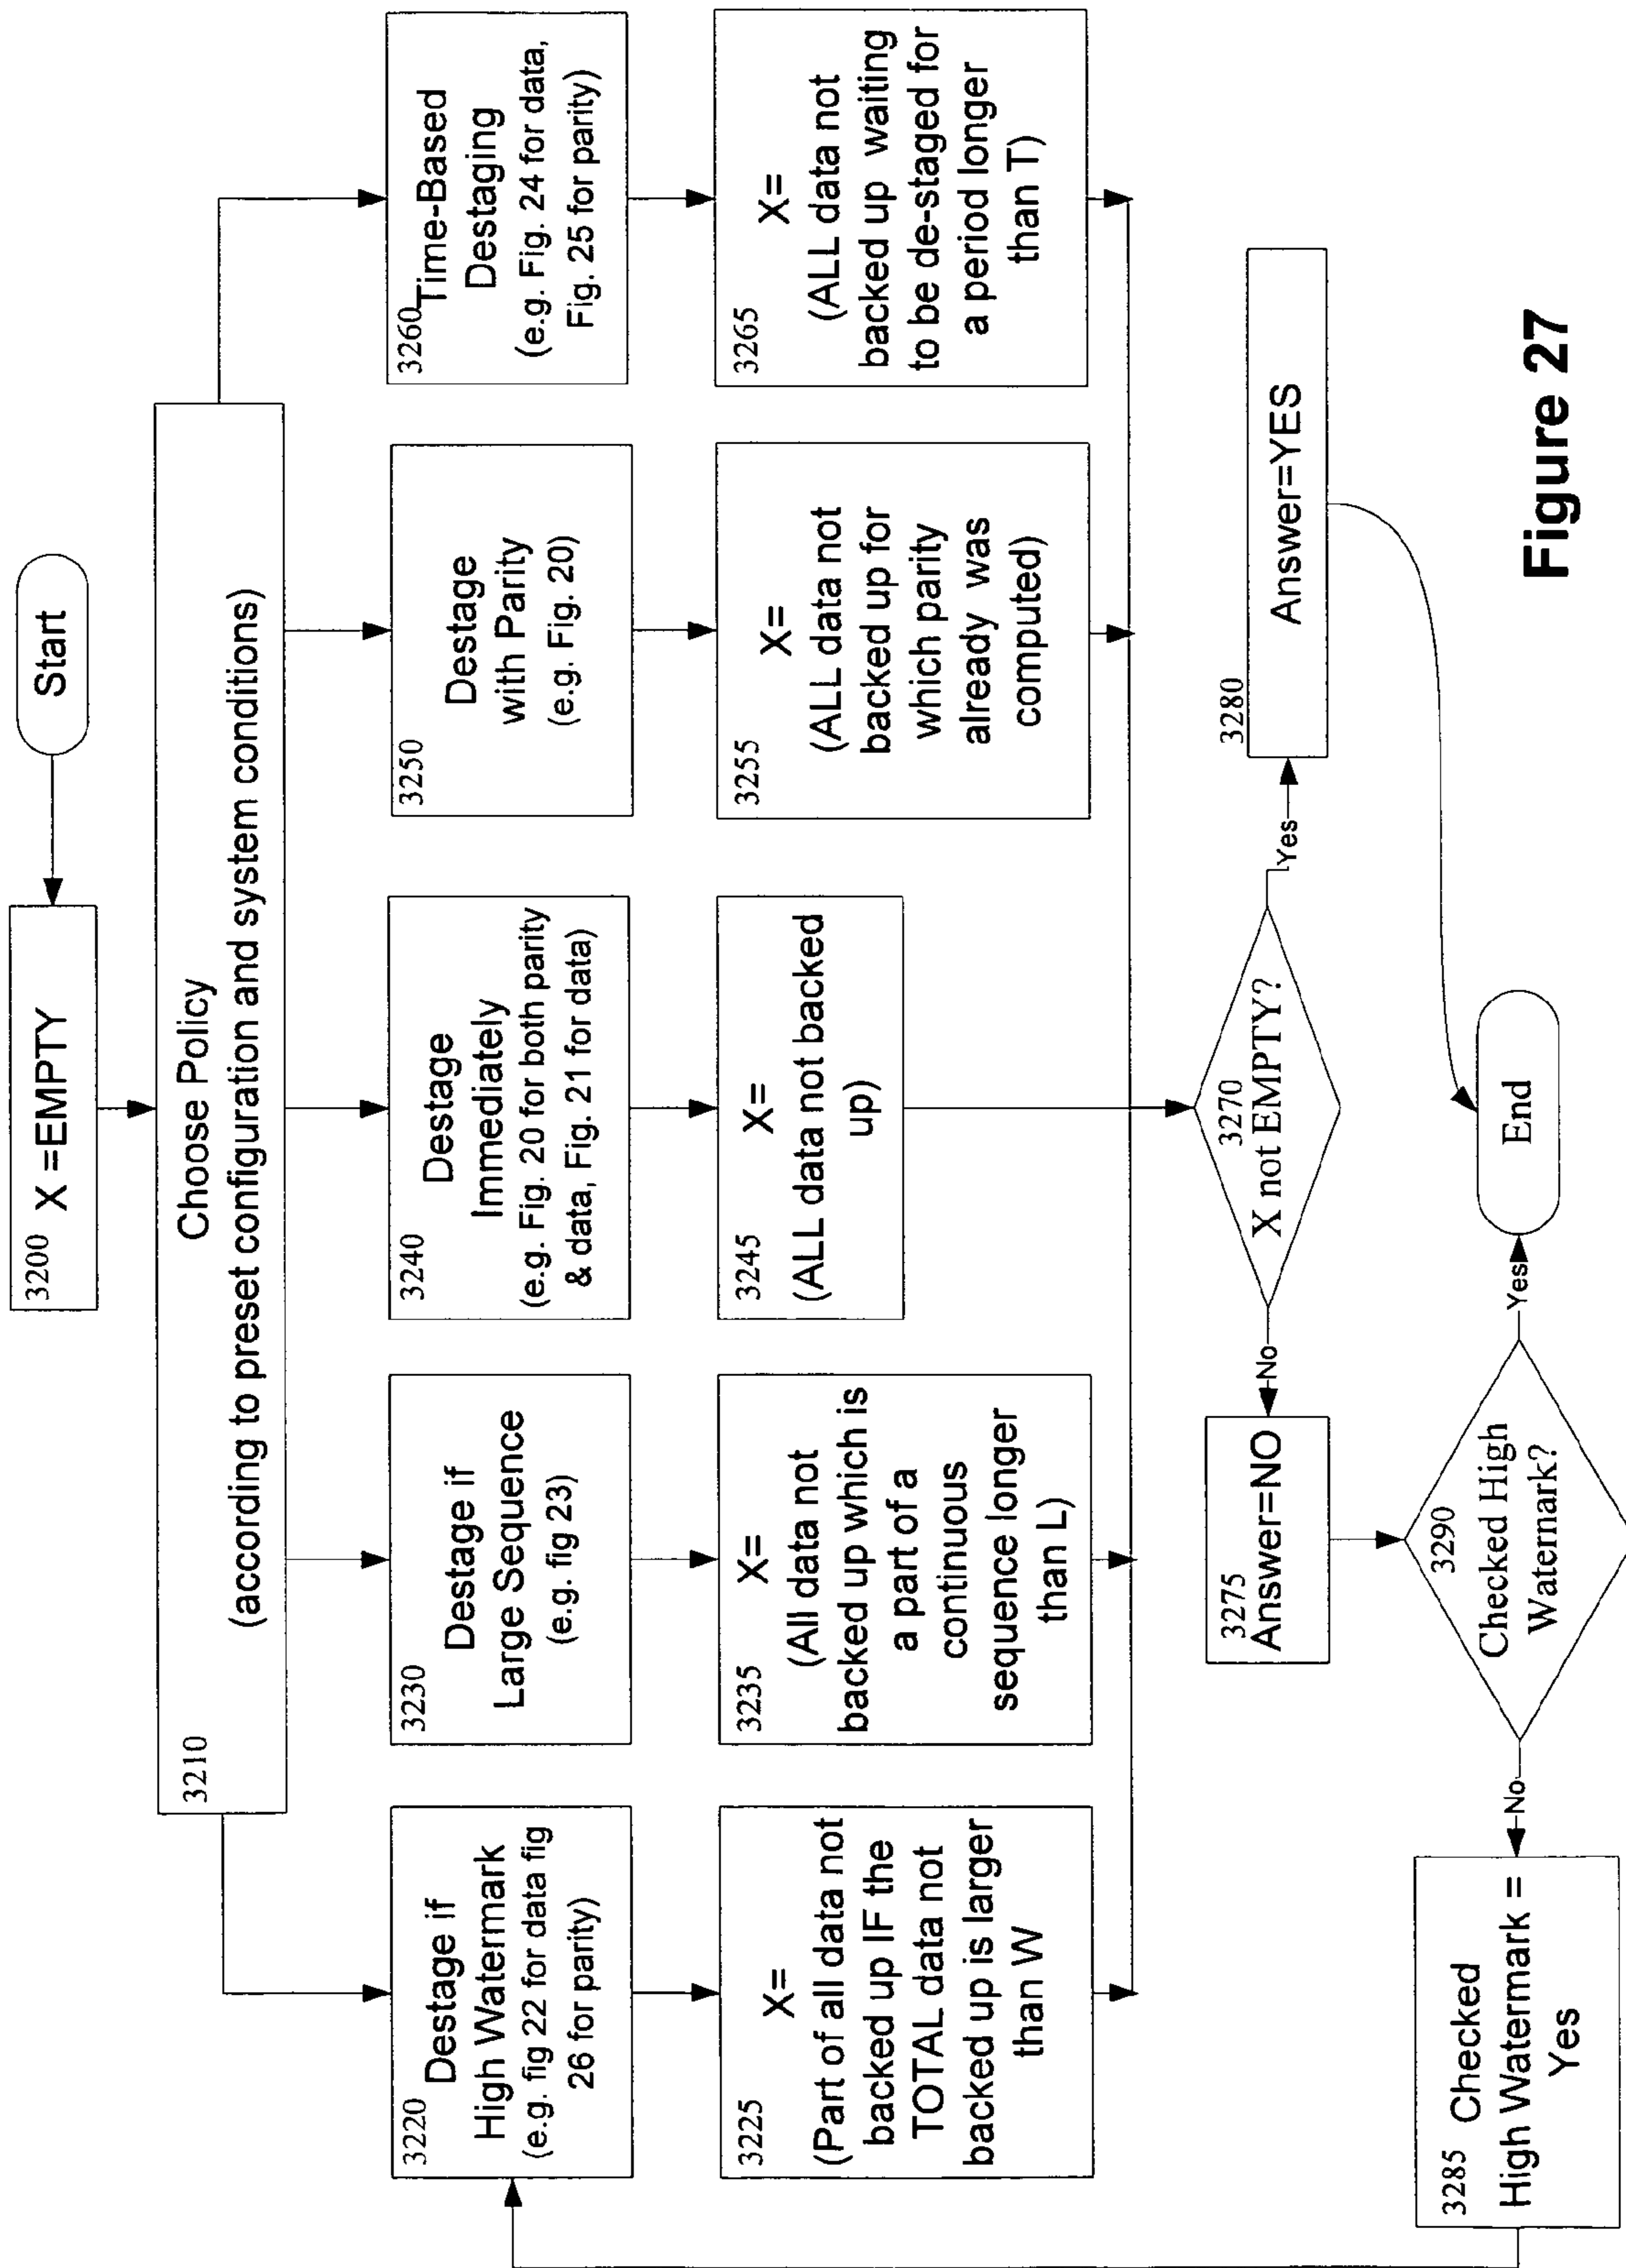 Start
3200 X =EMPTY
3210
Choose Policy
(according to preset configuration and system conditions)
3220
Destage if
High Watermark
(e.g. fig 22 for data fig
26 for parity)
3230
Destage if
Large Sequence
(e.g. fig 23)
3240
Destage
Immediately
(e.g. Fig. 20 for both parity
& data, Fig. 21 for data)
3250
Destage
with Parity
(e.g. Fig. 20)
3260 Time-Based
Destaging
(e.g. Fig. 24 for data,
Fig. 25 for parity)
3225
X=
(Part of all data not
backed up IF the
TOTAL data not
backed up is larger
than W
3235
X=
(All data not
backed up which is
a part of a
continuous
sequence longer
than L)
3245
X=
(ALL data not backed
up)
3255
X=
(ALL data not
backed up for
which parity
already was
computed)
3265
X=
(ALL data not
backed up waiting
to be de-staged for
a period longer
than T)
3270
X not EMPTY?
No
Yes
3275
Answer=NO
3280
Answer=YES
3290
Checked High
Watermark?
No
Yes
End
3285 Checked
High Watermark =
Yes
Figure 27